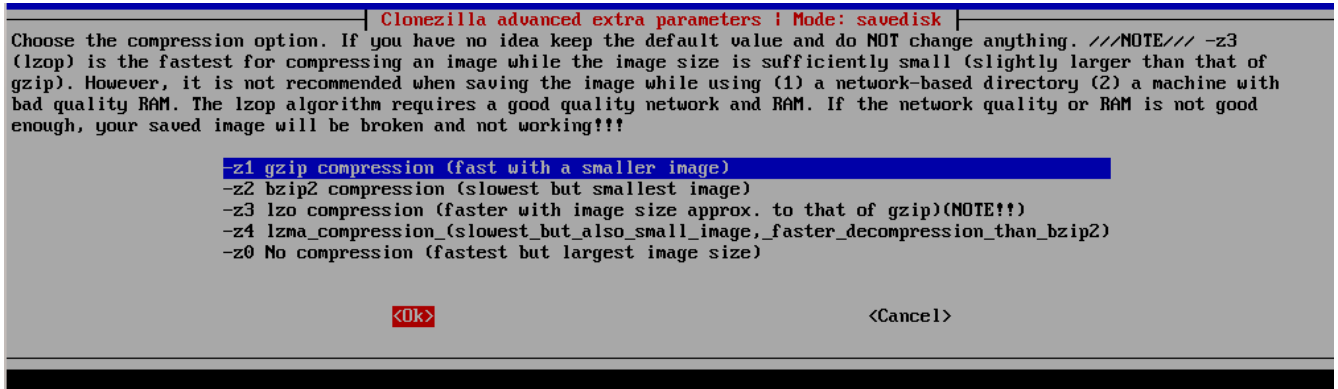 Clonezilla advanced extra parameters | Mode: savedisk
Choose the compression option. If you have no idea keep the default value and do NOT change anything. ///NOTE/// -z3
(lzop) is the fastest for compressing an image while the image size is sufficiently small (slightly larger than that of
gzip). However, it is not recommended when saving the image while using (1) a network-based directory (2) a machine with
bad quality RAM. The lzop algorithm requires a good quality network and RAM. If the network quality or RAM is not good
enough, your saved image will be broken and not working!!!
-z1 gzip compression (fast with a smaller image)
-z2 bzip2 compression (slowest but smallest image)
-z3 lzo compression (faster with image size approx. to that of gzip)(NOTE!!)
-z4 lzma_compression_(slowest_but_also_small_image,_faster_decompression_than_bzip2)
-z0 No compression (fastest but largest image size)
<Ok> <Cancel>